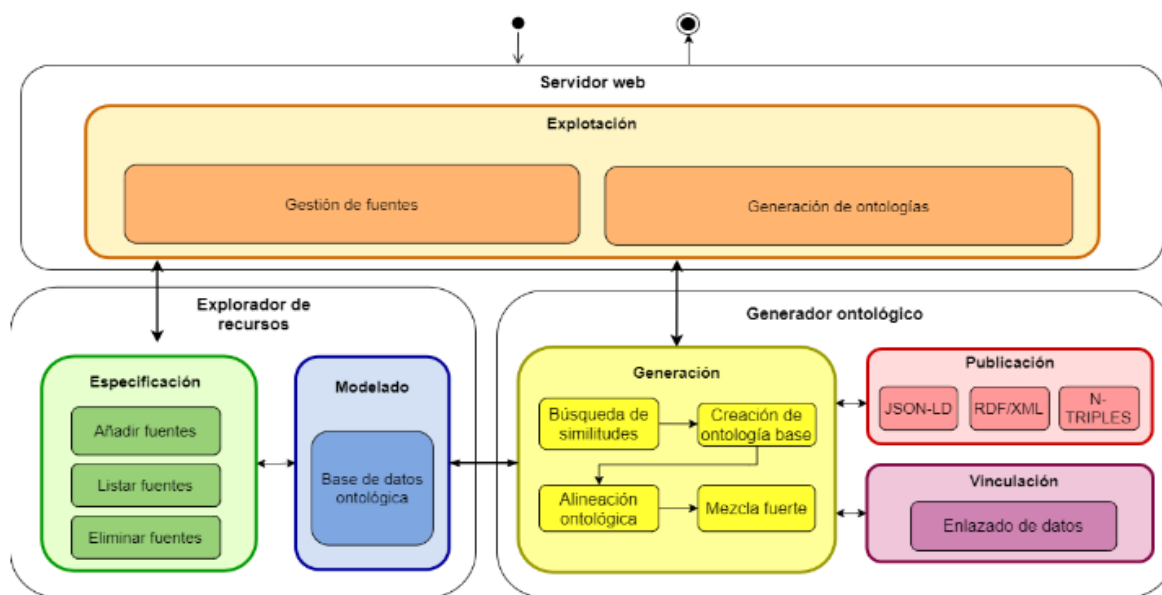 Servidor web
Explotación
Gestión de fuentes
Generación de ontologías
Explorador de
recursos
Especificación
Añadir fuentes
Listar fuentes
Eliminar fuentes
Modelado
Base de datos
ontológica
Generador ontológico
Generación
Búsqueda de
similitudes
Creación de
ontología base
Alineación
ontológica
Mezcla fuerte
Publicación
JSON-LD
RDF/XML
N-
TRIPLES
Vinculación
Enlazado de datos